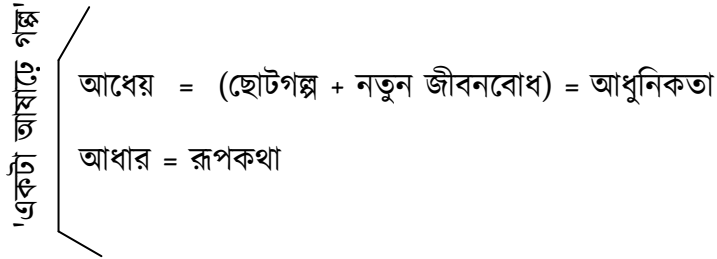 'একটা আষাঢ়ে গল্প'
আধেয় = (ছোটগল্প + নতুন জীবনবোধ) = আধুনিকতা
আধার = রূপকথা